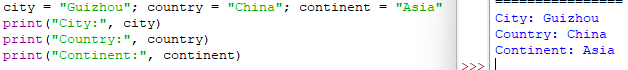 city = "Guizhou"; country = "China"; continent = "Asia"
print("City:", city)
print("Country:", country)
print("Continent:", continent)
================
City: Guizhou
Country: China
Continent: Asia
>>>